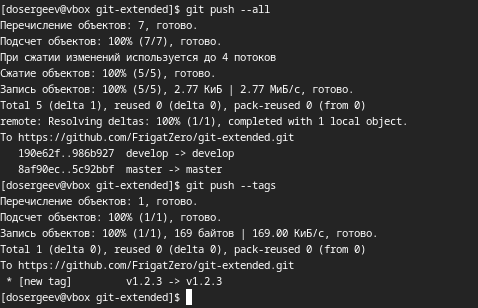 [dosergeev@vbox git-extended]$ git push --all
Перечисление объектов: 7, готово.
Подсчет объектов: 100% (7/7), готово.
При сжатии изменений используется до 4 потоков
Сжатие объектов: 100% (5/5), готово.
Запись объектов: 100% (5/5), 2.77 КиБ | 2.77 МиБ/с, готово.
Total 5 (delta 1), reused 0 (delta 0), pack-reused 0 (from 0)
remote: Resolving deltas: 100% (1/1), completed with 1 local object.
To https://github.com/FrigatZero/git-extended.git
   190e62f..986b927  develop -> develop
   8af90ec..5c92bbf  master -> master
[dosergeev@vbox git-extended]$ git push --tags
Перечисление объектов: 1, готово.
Подсчет объектов: 100% (1/1), готово.
Запись объектов: 100% (1/1), 169 байтов | 169.00 КиБ/с, готово.
Total 1 (delta 0), reused 0 (delta 0), pack-reused 0 (from 0)
To https://github.com/FrigatZero/git-extended.git
 * [new tag]         v1.2.3 -> v1.2.3
[dosergeev@vbox git-extended]$